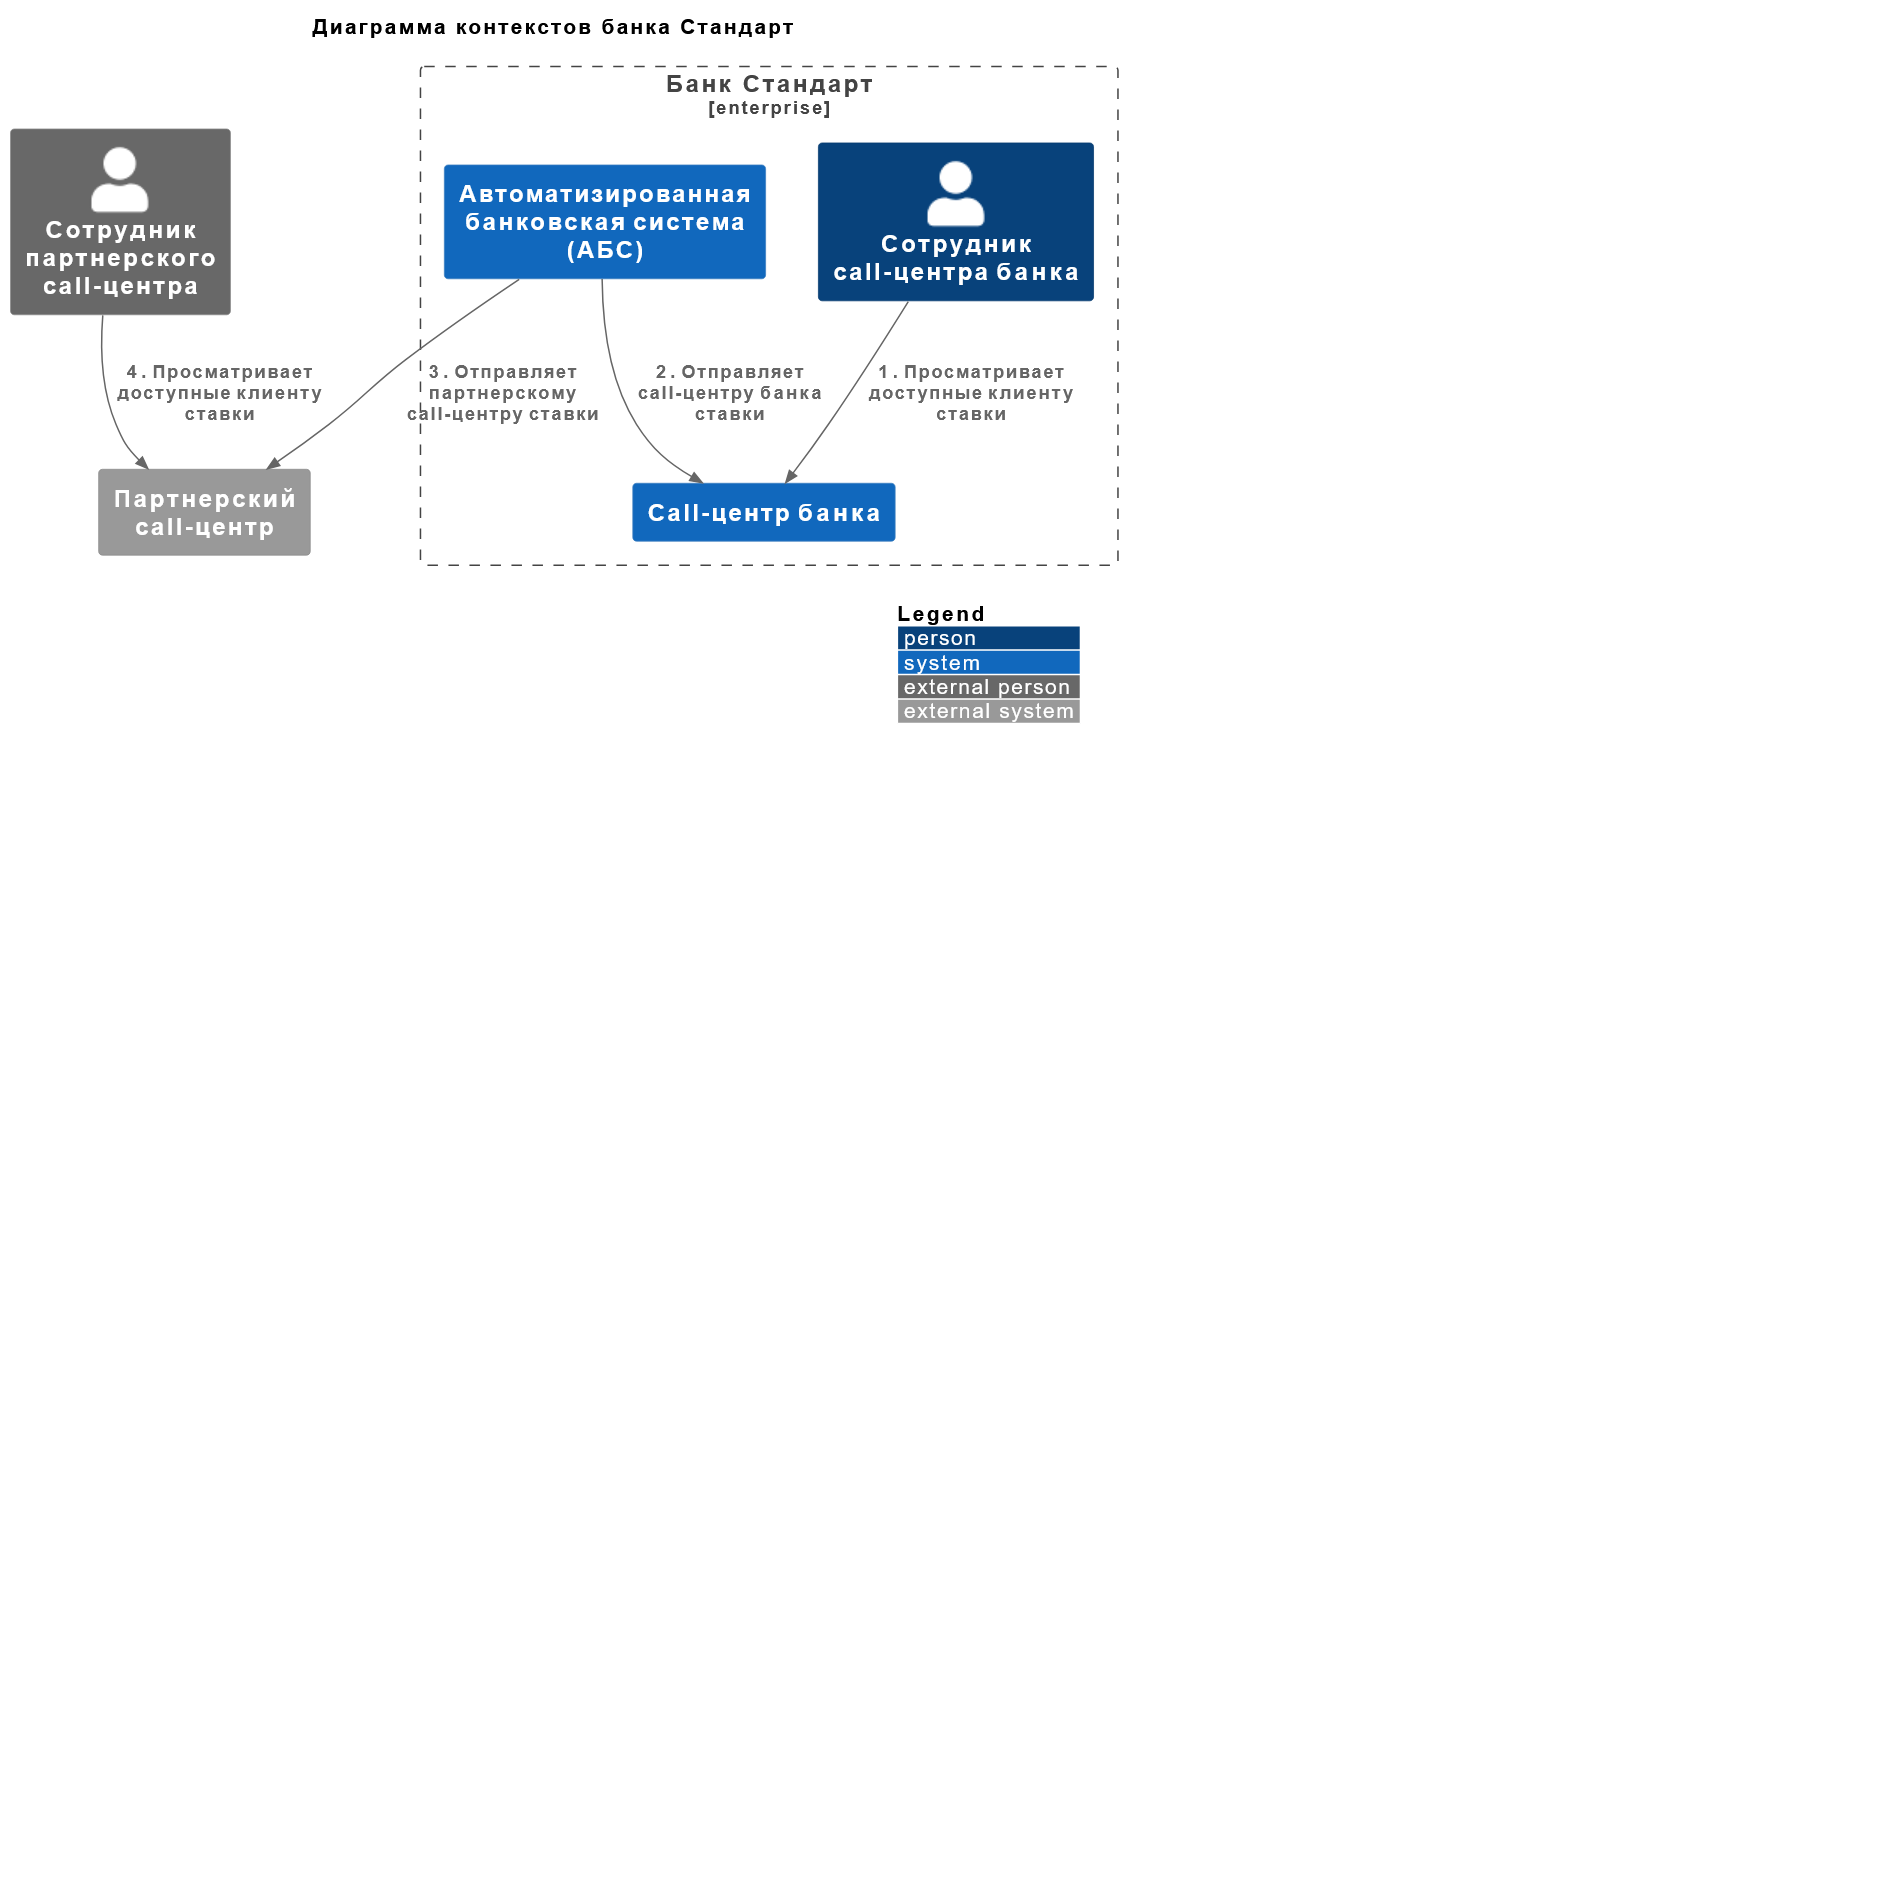 Диаграмма контекстов банка Стандарт
Банк Стандарт
[enterprise]
Сотрудник
партнерского
call-центра
Автоматизированная
банковская система
(АБС)
Сотрудник
call-центра банка
4. Просматривает
доступные клиенту
ставки
3. Отправляет
партнерскому
call-центру ставки
2. Отправляет
call-центру банка
ставки
1. Просматривает
доступные клиенту
ставки
Партнерский
call-центр
Call-центр банка
Legend
person
system
external person
external system